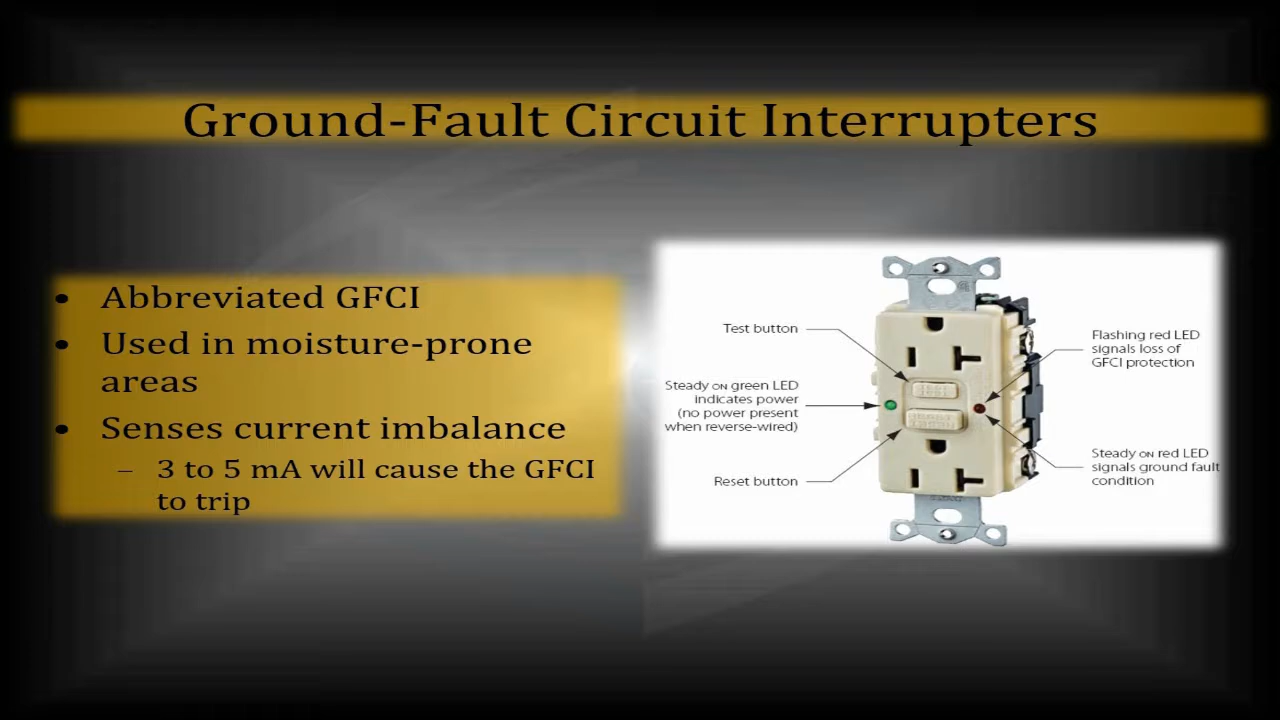 Ground-Fault Circuit Interrupters
• Abbreviated GFCI
• Used in moisture-prone
areas
• Senses current imbalance
– 3 to 5 mA will cause the GFCI
to trip
Test button
Steady ON green LED
indicates power
(no power present
when reverse-wired)
Reset button
Flashing red LED
signals loss of
GFCI protection
Steady ON red LED
signals ground fault
condition